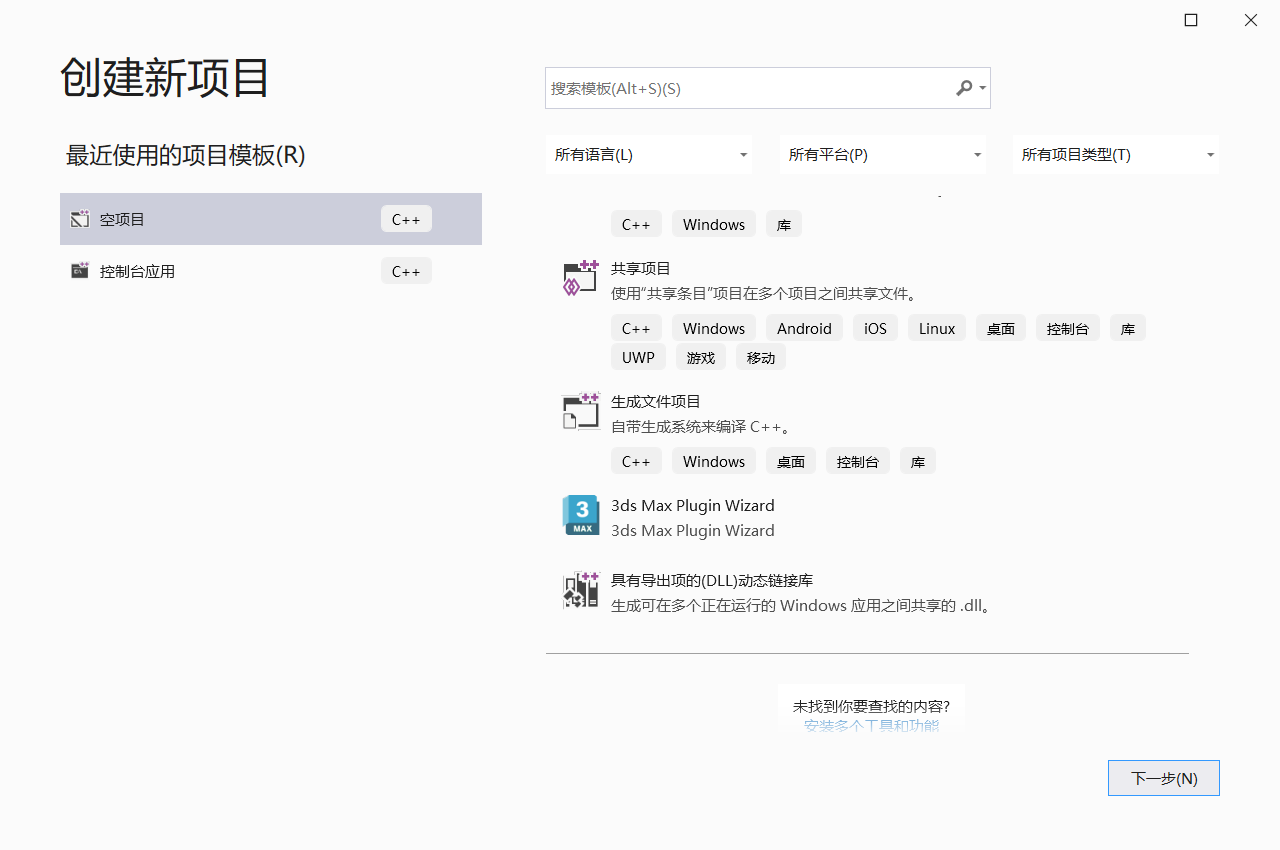 创建新项目
搜索模板(Alt+S)(S)
最近使用的项目模板(R)
所有语言(L)
所有平台(P)
所有项目类型(T)
空项目
C++
控制台应用
C++
C++
Windows
库
共享项目
使用“共享条目”项目在多个项目之间共享文件。
C++
Windows
Android
iOS
Linux
桌面
控制台
库
UWP
游戏
移动
生成文件项目
自带生成系统来编译 C++。
C++
Windows
桌面
控制台
库
3
MAX
3ds Max Plugin Wizard
3ds Max Plugin Wizard
具有导出项的(DLL)动态链接库
生成可在多个正在运行的 Windows 应用之间共享的 .dll。
未找到你要查找的内容?
安装多个工具和功能
下一步(N)